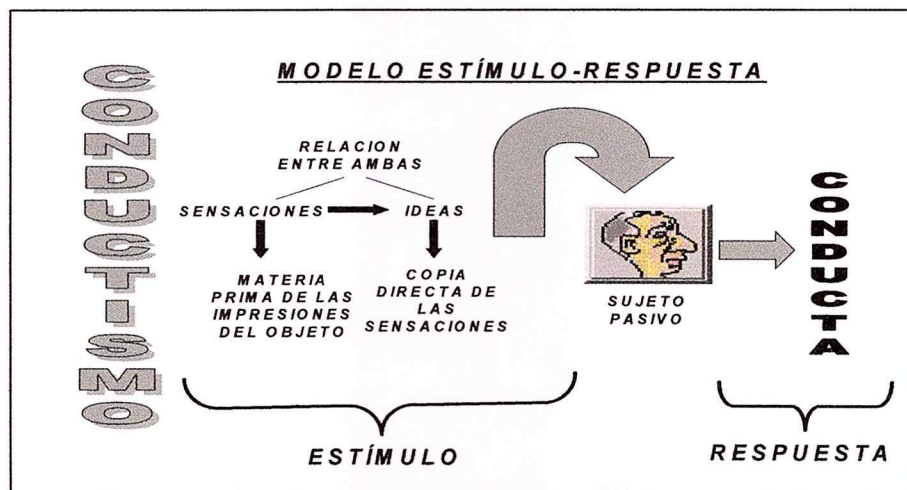 CONDUCTISMO
MODELO ESTÍMULO-RESPUESTA
RELACION
ENTRE AMBAS
SENSACIONES
IDEAS
MATERIA
PRIMA DE LAS
IMPRESIONES
DEL OBJETO
COPIA
DIRECTA DE
LAS
SENSACIONES
SUJETO
PASIVO
CONDUCTA
ESTÍMULO
RESPUESTA